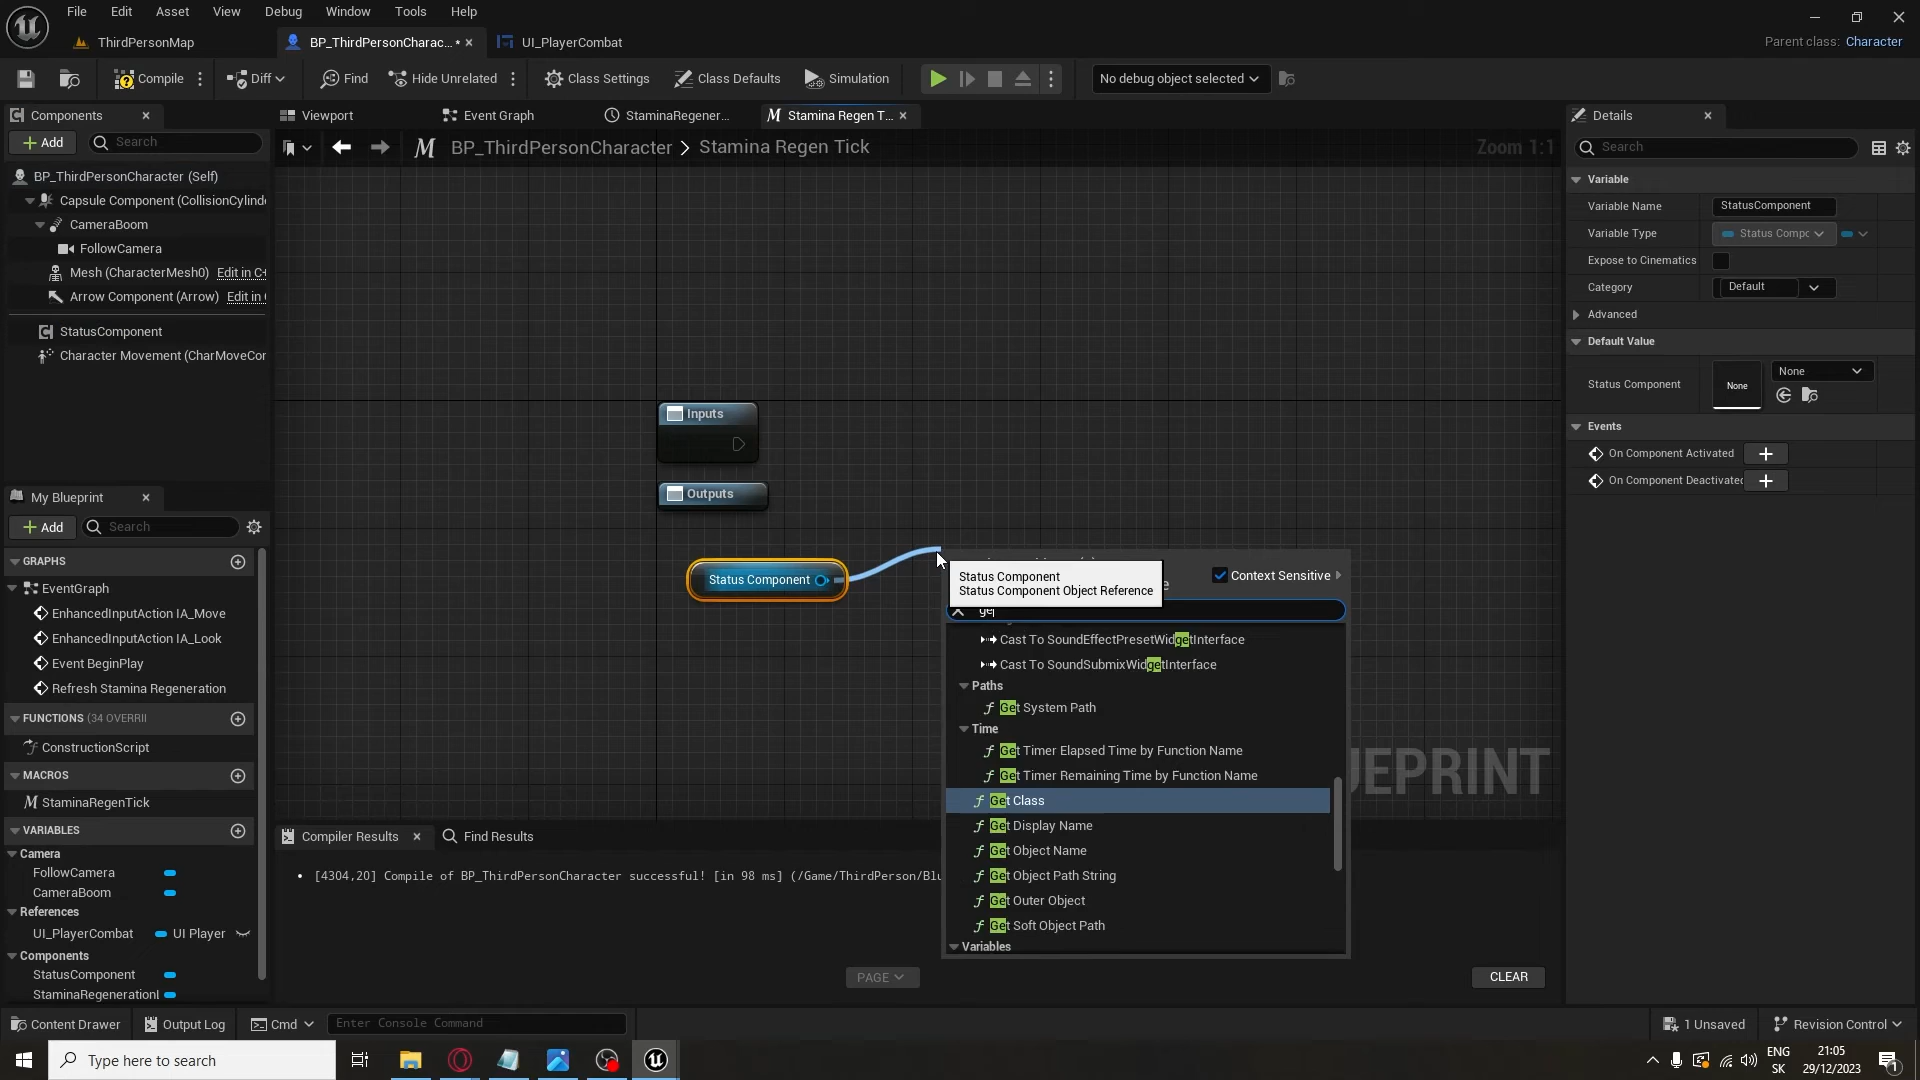 File Edit Asset View Debug Window Tools Help
ThirdPersonMap
BP_ThirdPersonCharac... •
UI_PlayerCombat
Parent class: Character
Compile
Diff
Find
Hide Unrelated
Class Settings
Class Defaults
Simulation
No debug object selected
Components
Add
Search
BP_ThirdPersonCharacter (Self)
Capsule Component (CollisionCylinde
CameraBoom
FollowCamera
Mesh (CharacterMesh0) Edit in C+
Arrow Component (Arrow) Edit in
StatusComponent
Character Movement (CharMoveCor
Viewport
Event Graph
StaminaRegener...
Stamina Regen T...
BP_ThirdPersonCharacter > Stamina Regen Tick
Zoom 1:1
Inputs
Outputs
Status Component
Status Component
Status Component Object Reference
Context Sensitive
ge
Cast To SoundEffectPresetWidgetInterface
Cast To SoundSubmixWidgetInterface
Paths
Get System Path
Time
Get Timer Elapsed Time by Function Name
Get Timer Remaining Time by Function Name
Get Class
Get Display Name
Get Object Name
Get Object Path String
Get Outer Object
Get Soft Object Path
Variables
UEPRINT
My Blueprint
Add
Search
GRAPHS
EventGraph
EnhancedInputAction IA_Move
EnhancedInputAction IA_Look
Event BeginPlay
Refresh Stamina Regeneration
FUNCTIONS (34 OVERRII
ConstructionScript
MACROS
StaminaRegenTick
VARIABLES
Camera
FollowCamera
CameraBoom
References
UI_PlayerCombat UI Player
Components
StatusComponent
StaminaRegenerationI
Compiler Results
Find Results
[4304,20] Compile of BP_ThirdPersonCharacter successful! [in 98 ms] (/Game/ThirdPerson/Blu
PAGE
CLEAR
Details
Search
Variable
Variable Name StatusComponent
Variable Type Status Compc
Expose to Cinematics
Category Default
Advanced
Default Value
Status Component None None
Events
On Component Activated
On Component Deactivated
Content Drawer
Output Log
Cmd
Enter Console Command
1 Unsaved
Revision Control
Type here to search
ENG
SK
21:05
29/12/2023
1